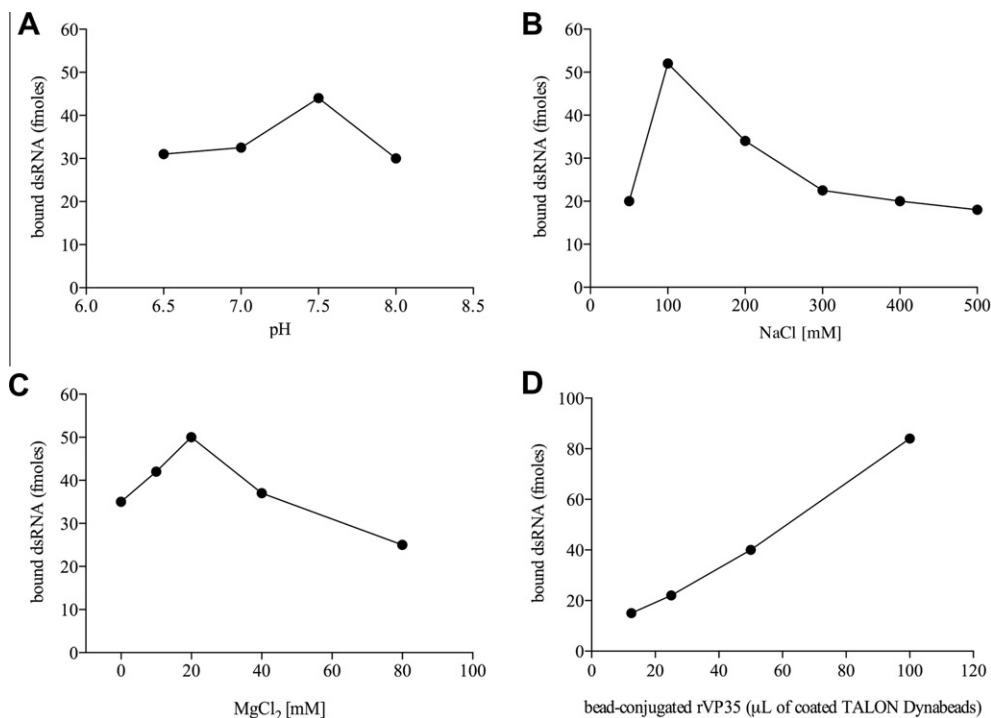 A
60
50
40
30
20
10
0
bound dsRNA (fmoles)
6.0 6.5 7.0 7.5 8.0 8.5
pH
B
60
50
40
30
20
10
0
bound dsRNA (fmoles)
0 100 200 300 400 500
NaCl [mM]
C
60
50
40
30
20
10
0
bound dsRNA (fmoles)
0 20 40 60 80 100
MgCl₂ [mM]
D
100
80
60
40
20
0
bound dsRNA (fmoles)
0 20 40 60 80 100 120
bead-conjugated rVP35 (μL of coated TALON Dynabeads)